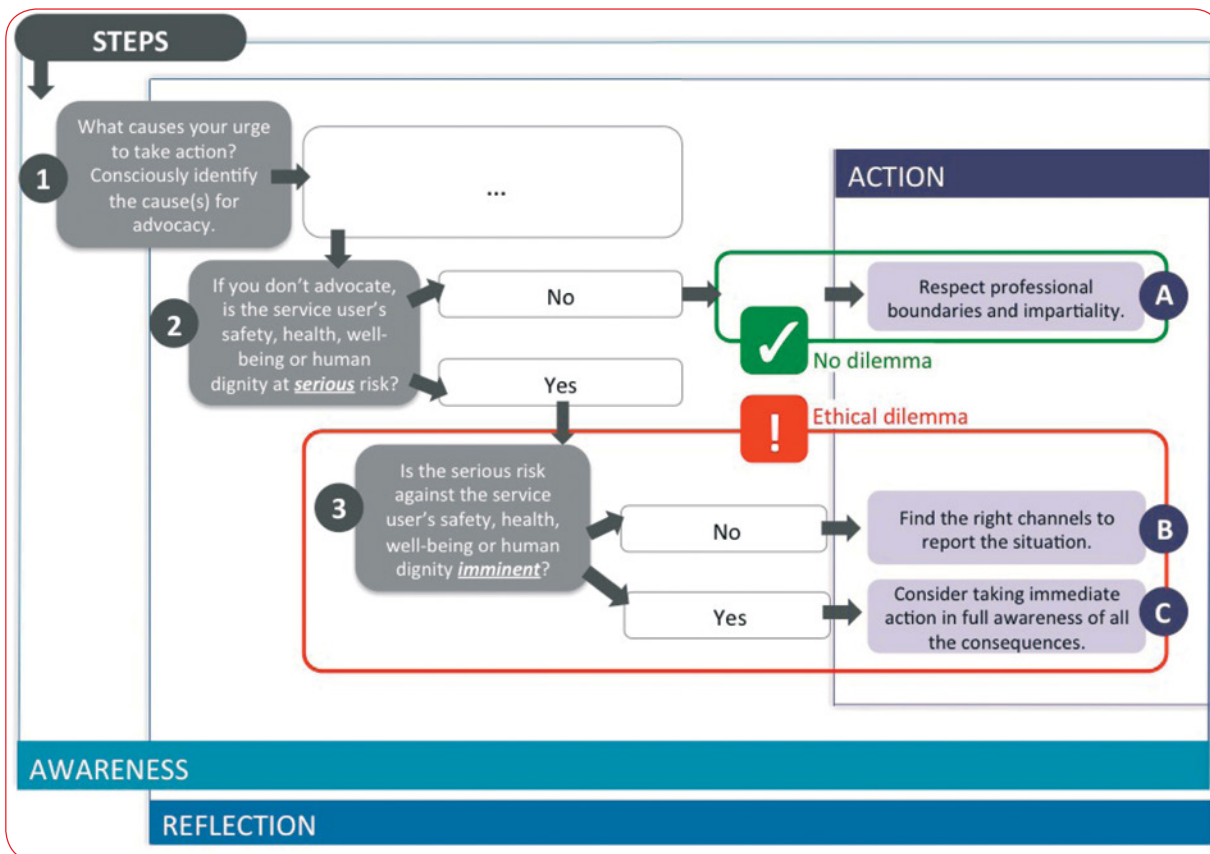 STEPS
What causes your urge
to take action?
Consciously identify
the cause(s) for
advocacy.
1
...
ACTION
If you don’t advocate,
is the service user’s
safety, health, well-
being or human
dignity at serious risk?
2
No
Respect professional
boundaries and impartiality.
A
No dilemma
Yes
!
Ethical dilemma
Is the serious risk
against the service
user’s safety, health,
well-being or human
dignity imminent?
3
No
Find the right channels to
report the situation.
B
Yes
Consider taking immediate
action in full awareness of all
the consequences.
C
AWARENESS
REFLECTION